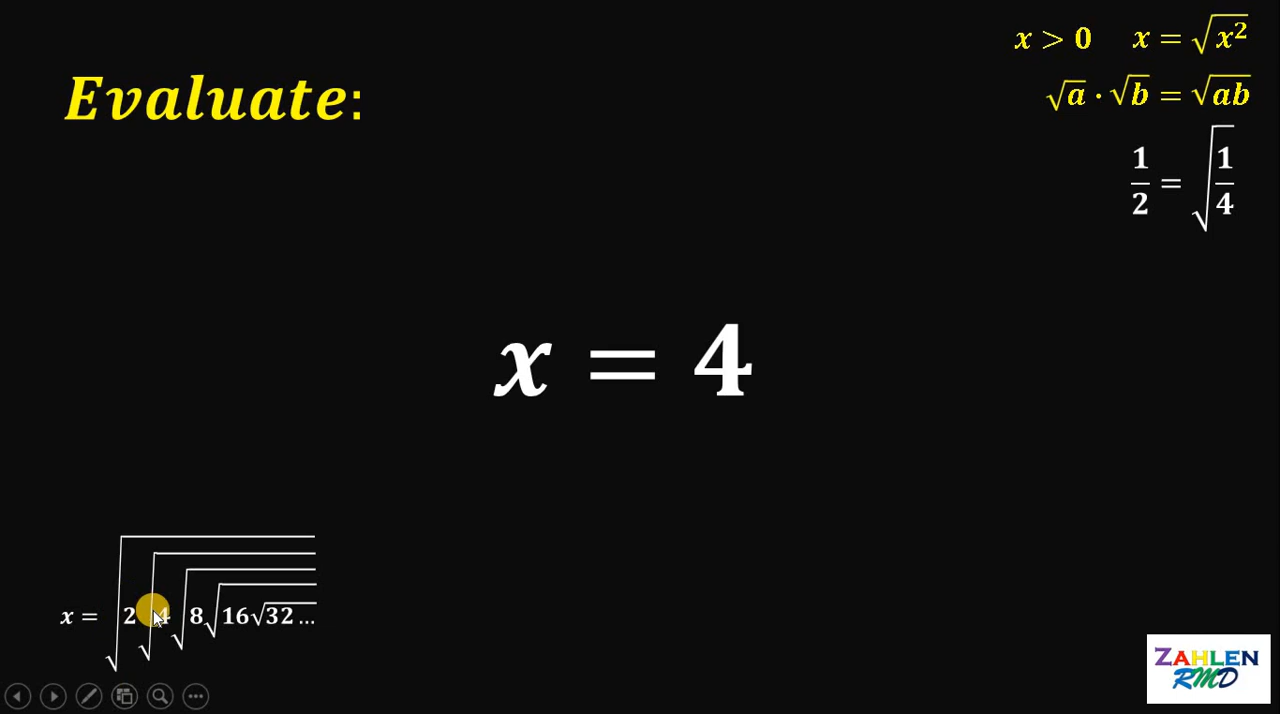 x > 0 x = √x²
Evaluate:
√a · √b = √ab
1/2 = √1/4
x = 4
x = √2√4√8√16√32 ...
ZAHLEN
RMD